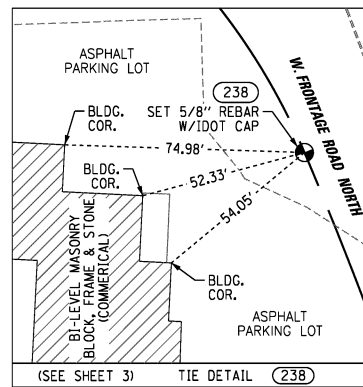 ASPHALT
PARKING LOT
W. FRONTAGE ROAD NORTH
238
BLDG.
COR.
SET 5/8" REBAR
W/IDOT CAP
74.98'
BLDG.
COR.
52.33'
54.05'
BI-LEVEL MASONRY
BLOCK, FRAME & STONE
(COMMERICAL)
BLDG.
COR.
ASPHALT
PARKING LOT
(SEE SHEET 3) TIE DETAIL 238